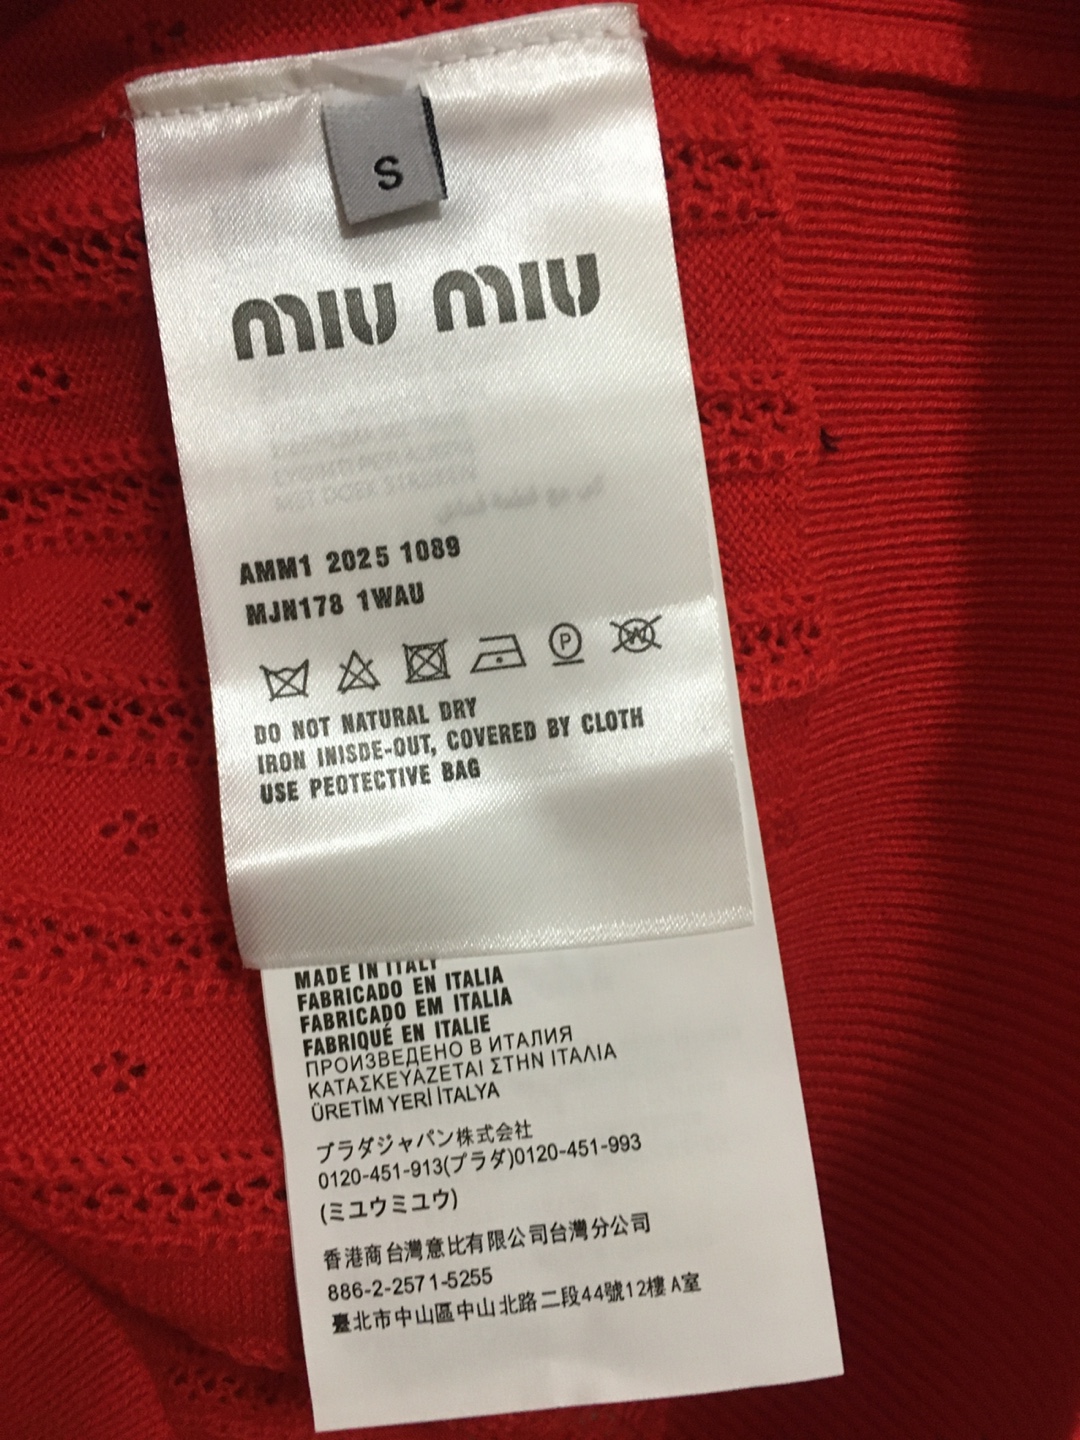 S
MIU MIU
AMM1 2025 1089
MJN178 1WAU
P
W
DO NOT NATURAL DRY
IRON INISDE-OUT, COVERED BY CLOTH
USE PEOTECTIVE BAG
MADE IN ITALY
FABRICADO EN ITALIA
FABRICADO EM ITALIA
FABRIQUÉ EN ITALIE
ПРОИЗВЕДЕНО В ИТАЛИЯ
ΚΑΤΑΣΚΕΥΑΖΕΤΑΙ ΣΤΗΝ ΙΤΑΛΙΑ
ÜRETİM YERİ İTALYA
プラダジャパン株式会社
0120-451-913(プラダ)0120-451-993
(ミユウミユウ)
香港商台灣意比有限公司台灣分公司
886-2-2571-5255
臺北市中山區中山北路二段44號12樓A室